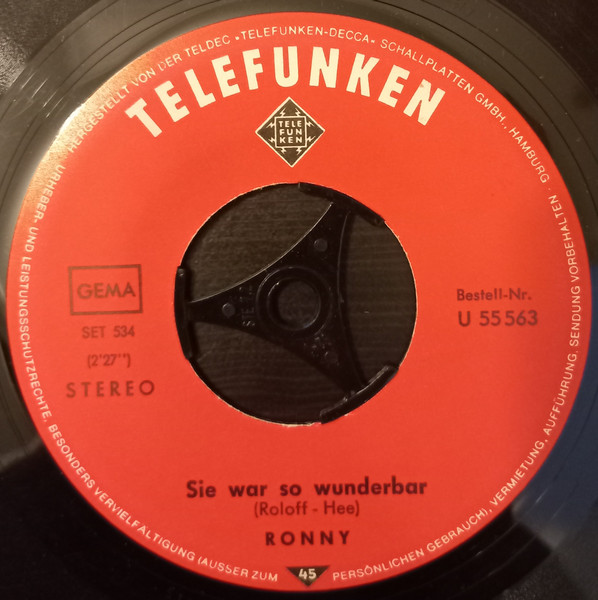 HERGESTELLT VON DER TELDEC •TELEFUNKEN-DECCA• SCHALLPLATTEN GMBH., HAMBURG ·
TELEFUNKEN
TELE
FUN
KEN
GEMA
SET 534
(2'27'')
STEREO
Bestell-Nr.
U 55 563
Sie war so wunderbar
(Roloff - Hee)
RONNY
URHEBER- UND LEISTUNGSSCHUTZRECHTE, BESONDERS VERVIELFÄLTIGUNG (AUSSER ZUM PERSÖNLICHEN GEBRAUCH), VERMIETUNG, AUFFÜHRUNG, SENDUNG VORBEHALTEN
45